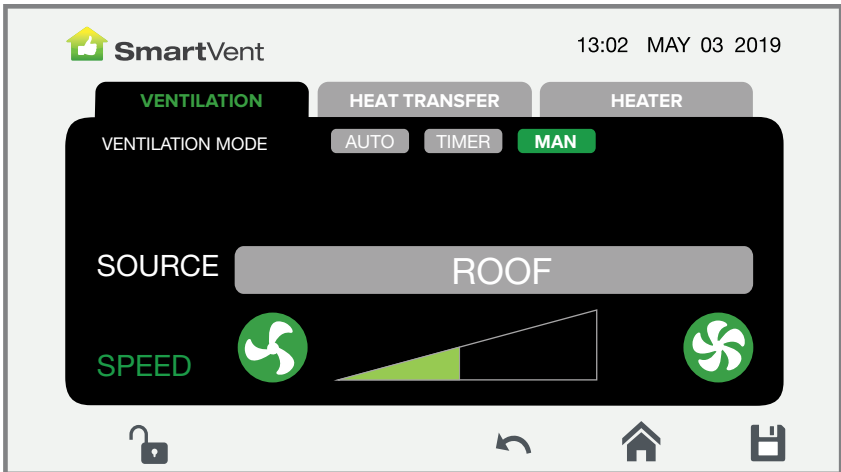 SmartVent 13:02 MAY 03 2019
VENTILATION HEAT TRANSFER HEATER
VENTILATION MODE AUTO TIMER MAN
SOURCE ROOF
SPEED